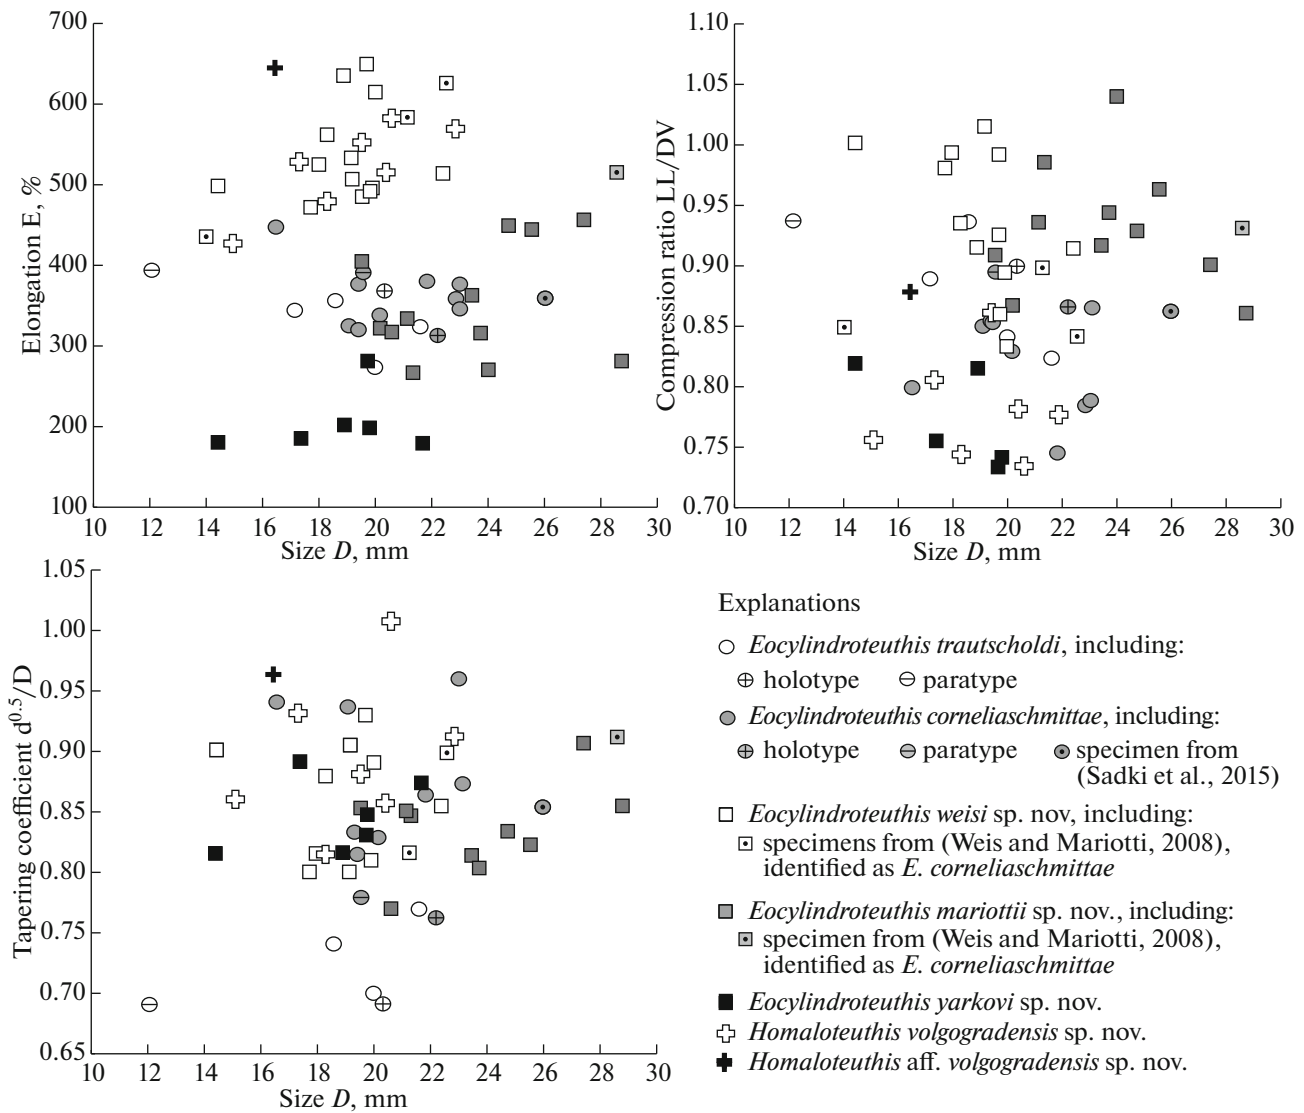 700
600
500
400
300
200
100
Elongation E, %
10 12 14 16 18 20 22 24 26 28 30
Size D, mm
1.10
1.05
1.00
0.95
0.90
0.85
0.80
0.75
0.70
Compression ratio LL/DV
10 12 14 16 18 20 22 24 26 28 30
Size D, mm
1.05
1.00
0.95
0.90
0.85
0.80
0.75
0.70
0.65
Tapering coefficient d^0.5/D
10 12 14 16 18 20 22 24 26 28 30
Size D, mm
Explanations
Eocylindroteuthis trautscholdi, including:
holotype paratype
Eocylindroteuthis corneliaschmittae, including:
holotype paratype specimen from
(Sadki et al., 2015)
Eocylindroteuthis weisi sp. nov, including:
specimens from (Weis and Mariotti, 2008),
identified as E. corneliaschmittae
Eocylindroteuthis mariottii sp. nov., including:
specimen from (Weis and Mariotti, 2008),
identified as E. corneliaschmittae
Eocylindroteuthis yarkovi sp. nov.
Homaloteuthis volgogradensis sp. nov.
Homaloteuthis aff. volgogradensis sp. nov.